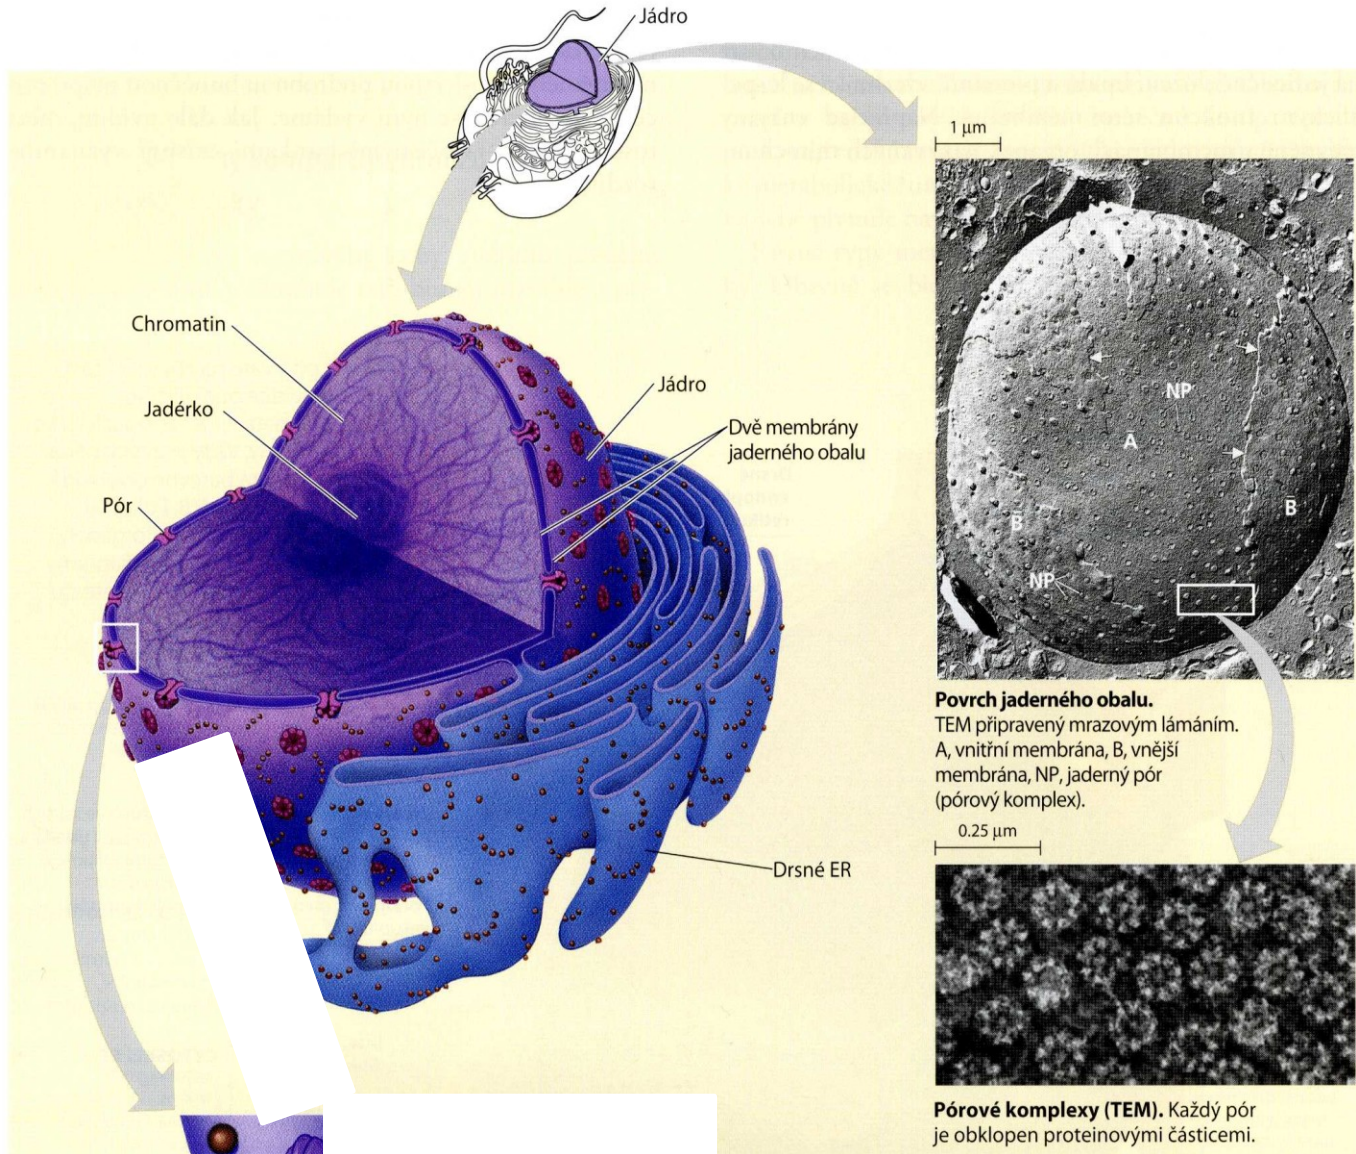 Jádro
1 µm
Chromatin
Jadérko
Pór
Jádro
Dvě membrány
jaderného obalu
Drsné ER
NP
A
B
B
NP
Povrch jaderného obalu.
TEM připravený mrazovým lámáním.
A, vnitřní membrána, B, vnější
membrána, NP, jaderný pór
(pórový komplex).
0.25 µm
Pórové komplexy (TEM). Každý pór
je obklopen proteinovými částicemi.